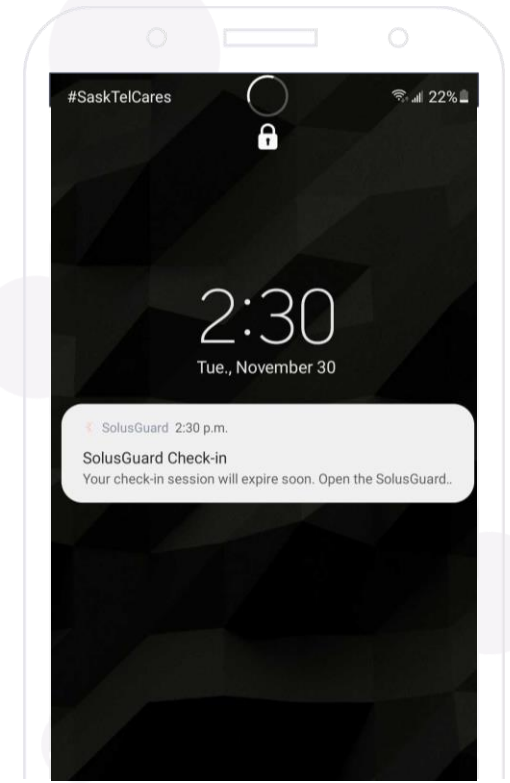 #SaskTelCares
22%
2:30
Tue., November 30
SolusGuard 2:30 p.m.
SolusGuard Check-in
Your check-in session will expire soon. Open the SolusGuard..